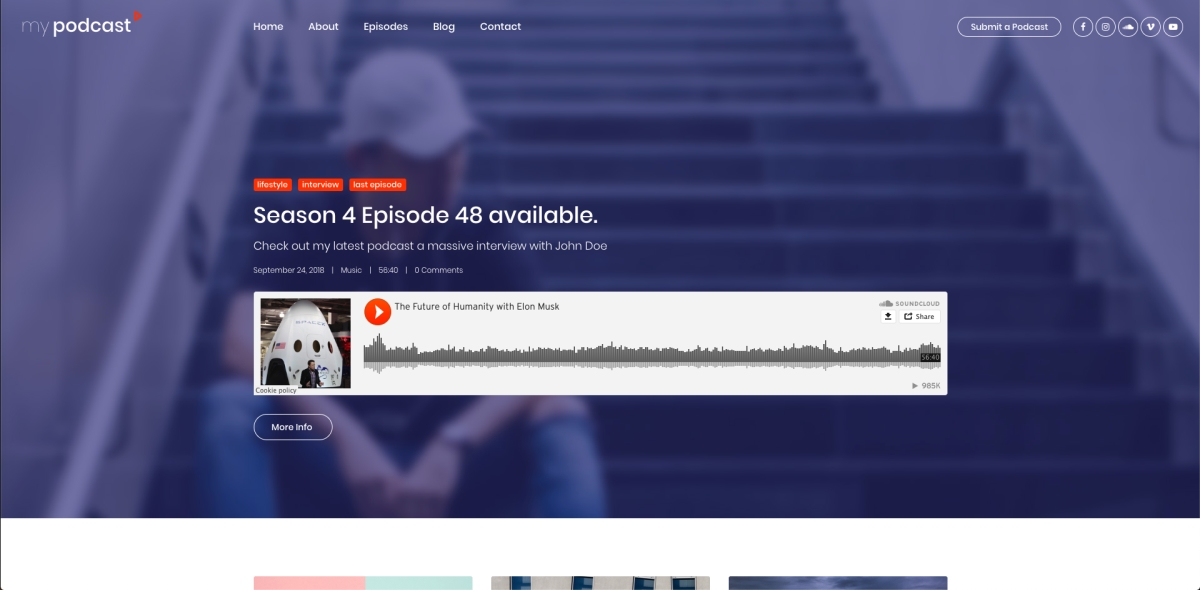 mypodcast
Home About Episodes Blog Contact
Submit a Podcast
lifestyle interview last episode
Season 4 Episode 48 available.
Check out my latest podcast a massive interview with John Doe
September 24, 2018 | Music | 56:40 | 0 Comments
The Future of Humanity with Elon Musk
SOUNDCLOUD
Share
SPACEX
56:40
985K
Cookie policy
More Info